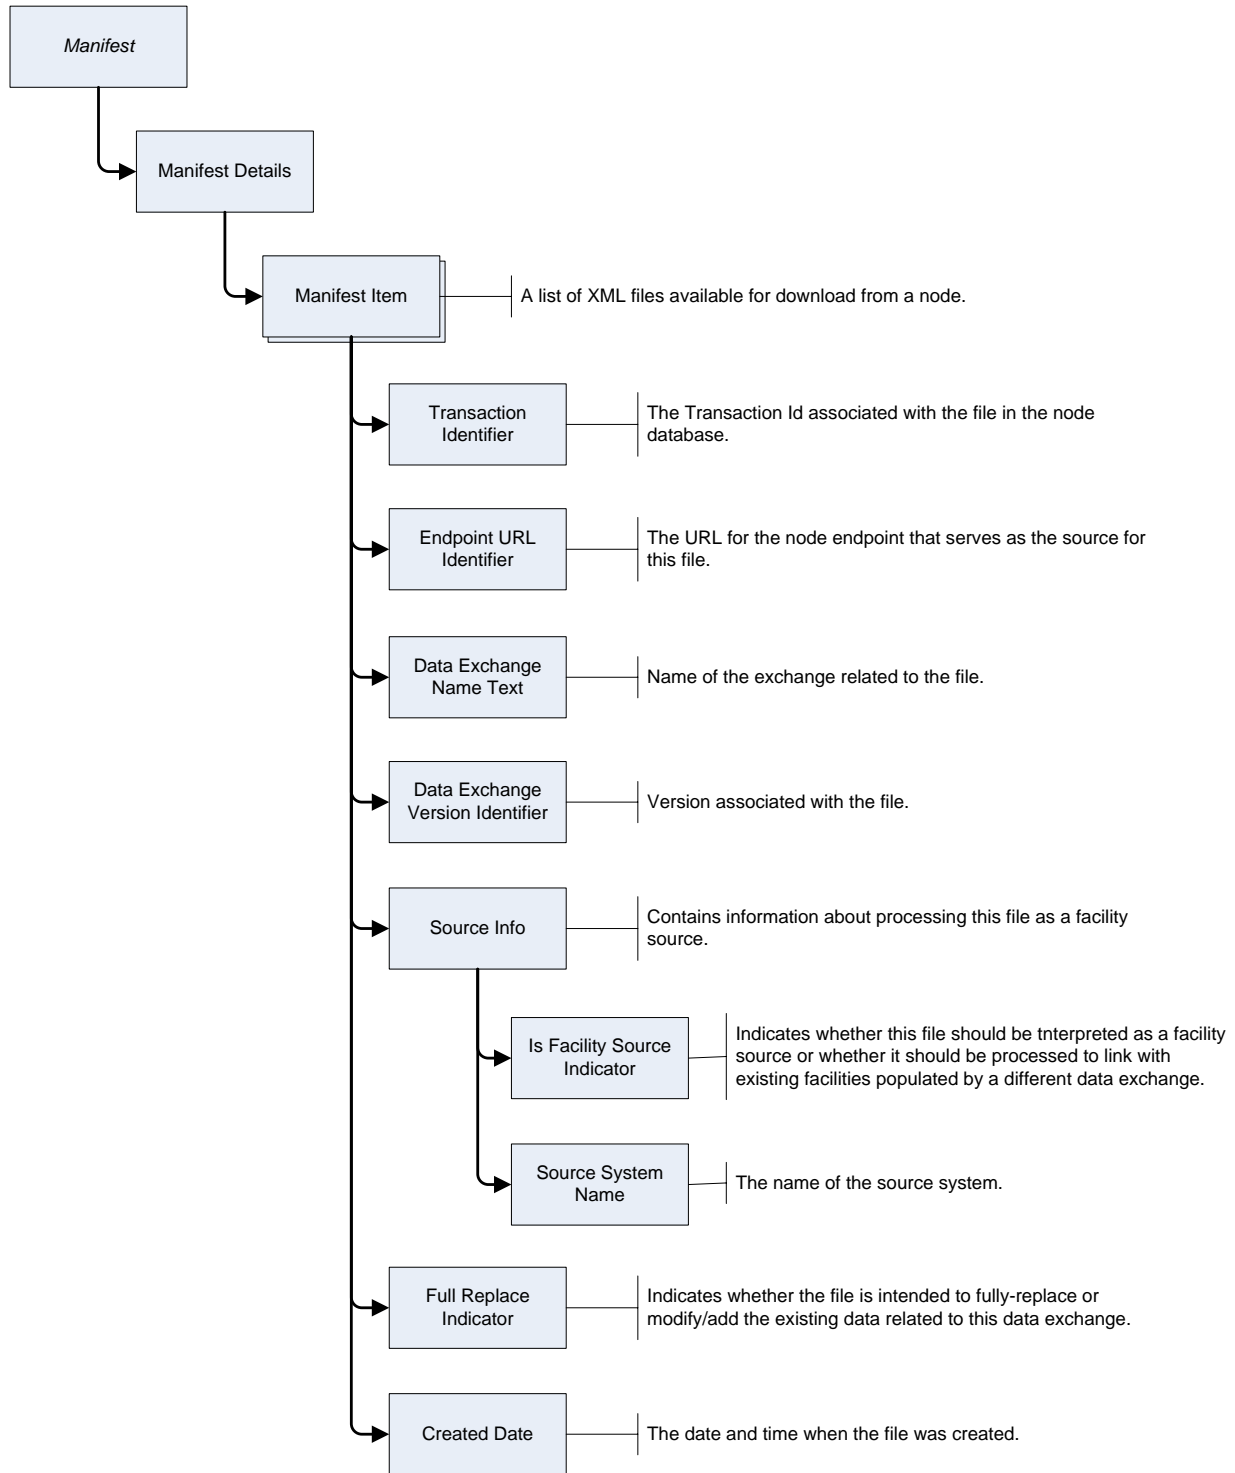 Manifest
Manifest Details
Manifest Item
A list of XML files available for download from a node.
Transaction
Identifier
The Transaction Id associated with the file in the node
database.
Endpoint URL
Identifier
The URL for the node endpoint that serves as the source for
this file.
Data Exchange
Name Text
Name of the exchange related to the file.
Data Exchange
Version Identifier
Version associated with the file.
Source Info
Contains information about processing this file as a facility
source.
Is Facility Source
Indicator
Indicates whether this file should be tnterpreted as a facility
source or whether it should be processed to link with
existing facilities populated by a different data exchange.
Source System
Name
The name of the source system.
Full Replace
Indicator
Indicates whether the file is intended to fully-replace or
modify/add the existing data related to this data exchange.
Created Date
The date and time when the file was created.